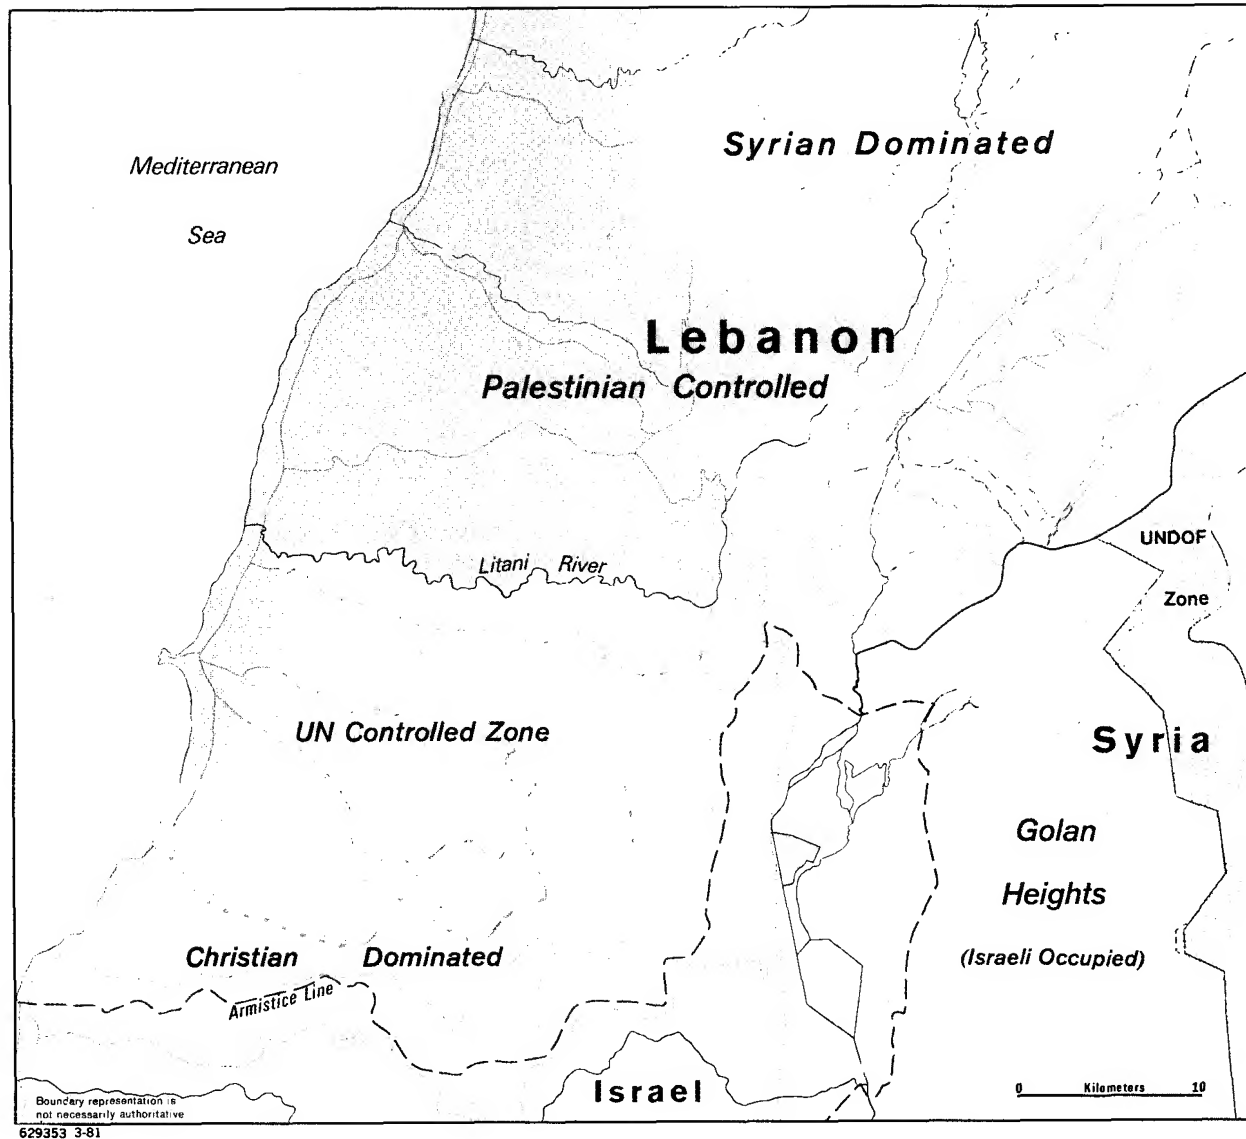 Mediterranean
Sea
Syrian Dominated
Lebanon
Palestinian Controlled
Litani River
UNDOF
Zone
UN Controlled Zone
Syria
Golan
Heights
(Israeli Occupied)
Christian Dominated
Armistice Line
Israel
0 Kilometers 10
Boundary representation is
not necessarily authoritative
629353 3-81